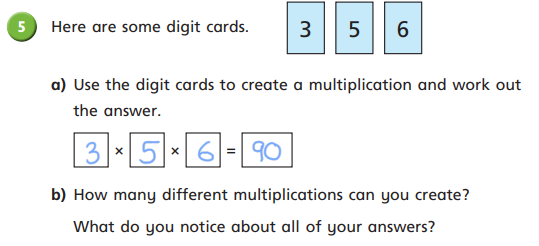 5 Here are some digit cards. 3 5 6
a) Use the digit cards to create a multiplication and work out
the answer.
3 × 5 × 6 = 90
b) How many different multiplications can you create?
What do you notice about all of your answers?